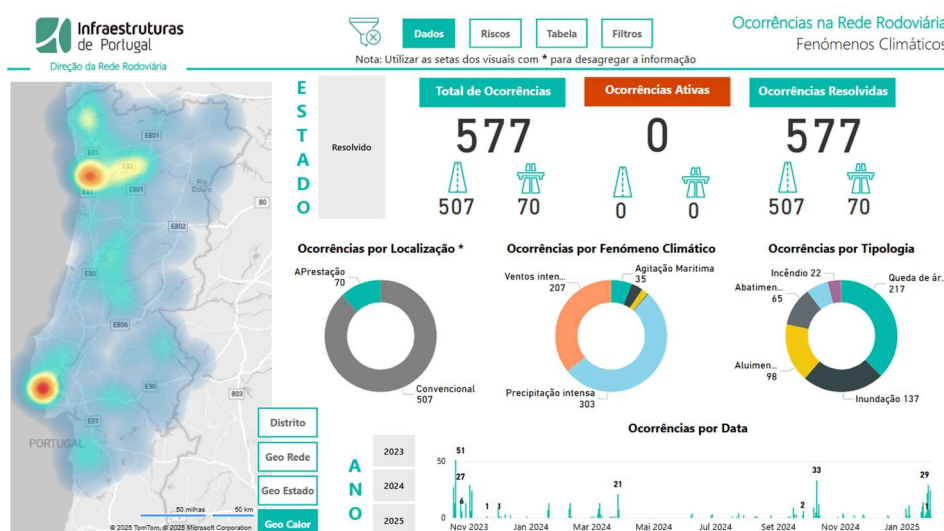 Infraestruturas
de Portugal
Direção da Rede Rodoviária
Dados
Riscos
Tabela
Filtros
Nota: Utilizar as setas dos visuais com * para desagregar a informação
Ocorrências na Rede Rodoviária
Fenómenos Climáticos
ESTADO
Resolvido
Total de Ocorrências
577
507
70
Ocorrências Ativas
0
0
0
Ocorrências Resolvidas
577
507
70
E01
E801
E01
E82
E801
Rio
Douro
80
E802
E80
E806
E90
803
E01
PORTUGAL
50 milhas
50 km
© 2025 TomTom, © 2025 Microsoft Corporation
Distrito
Geo Rede
Geo Estado
Geo Calor
Ocorrências por Localização *
APrestação
70
Convencional
507
Ocorrências por Fenómeno Climático
Ventos inten...
207
Agitação Maritima
35
Precipitação intensa
303
Ocorrências por Tipologia
Incêndio 22
Abatimen...
65
Aluimen...
98
Queda de ár...
217
Inundação 137
ANO
2023
2024
2025
Ocorrências por Data
50
0
51
27
6
1
1
21
2
33
29
1
Nov 2023
Jan 2024
Mar 2024
Mai 2024
Jul 2024
Set 2024
Nov 2024
Jan 2025